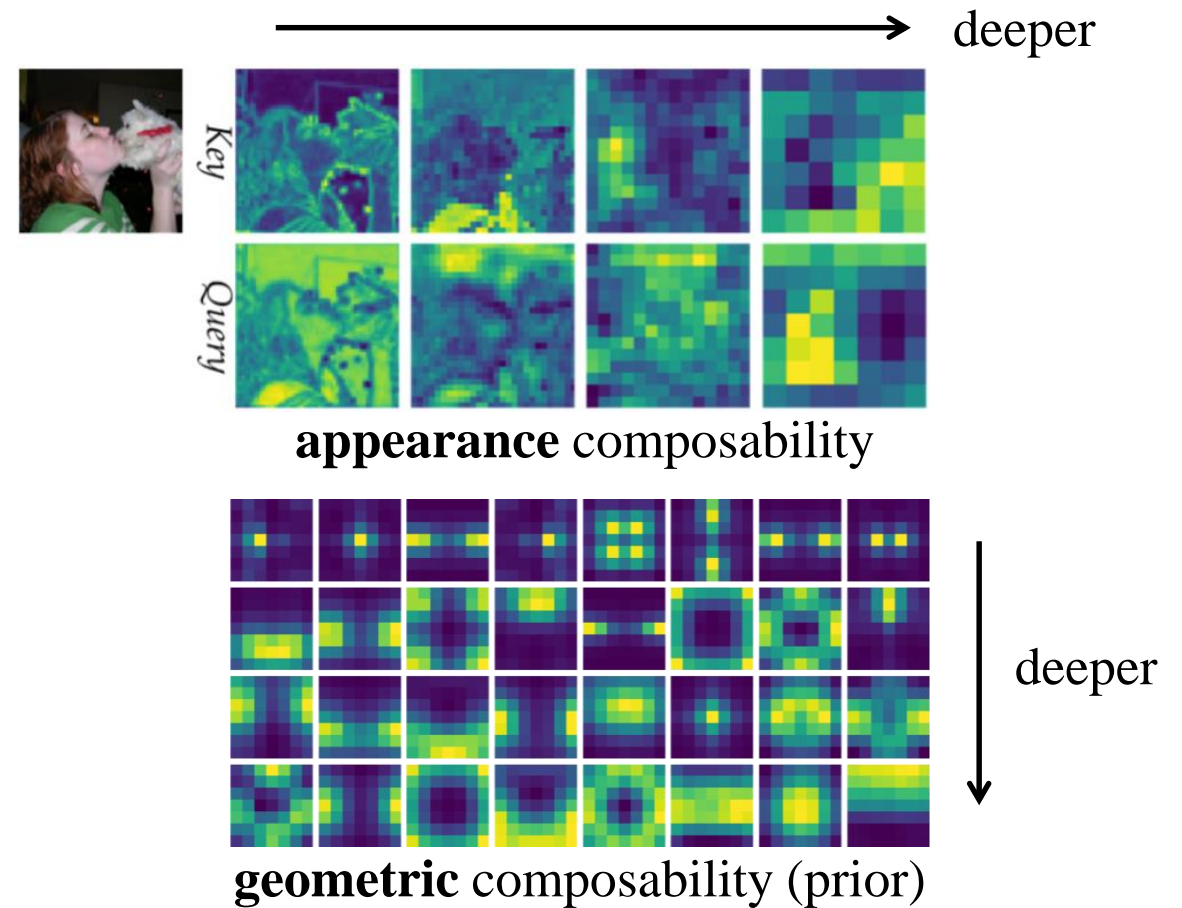 deeper
Key
Query
appearance composability
deeper
geometric composability (prior)